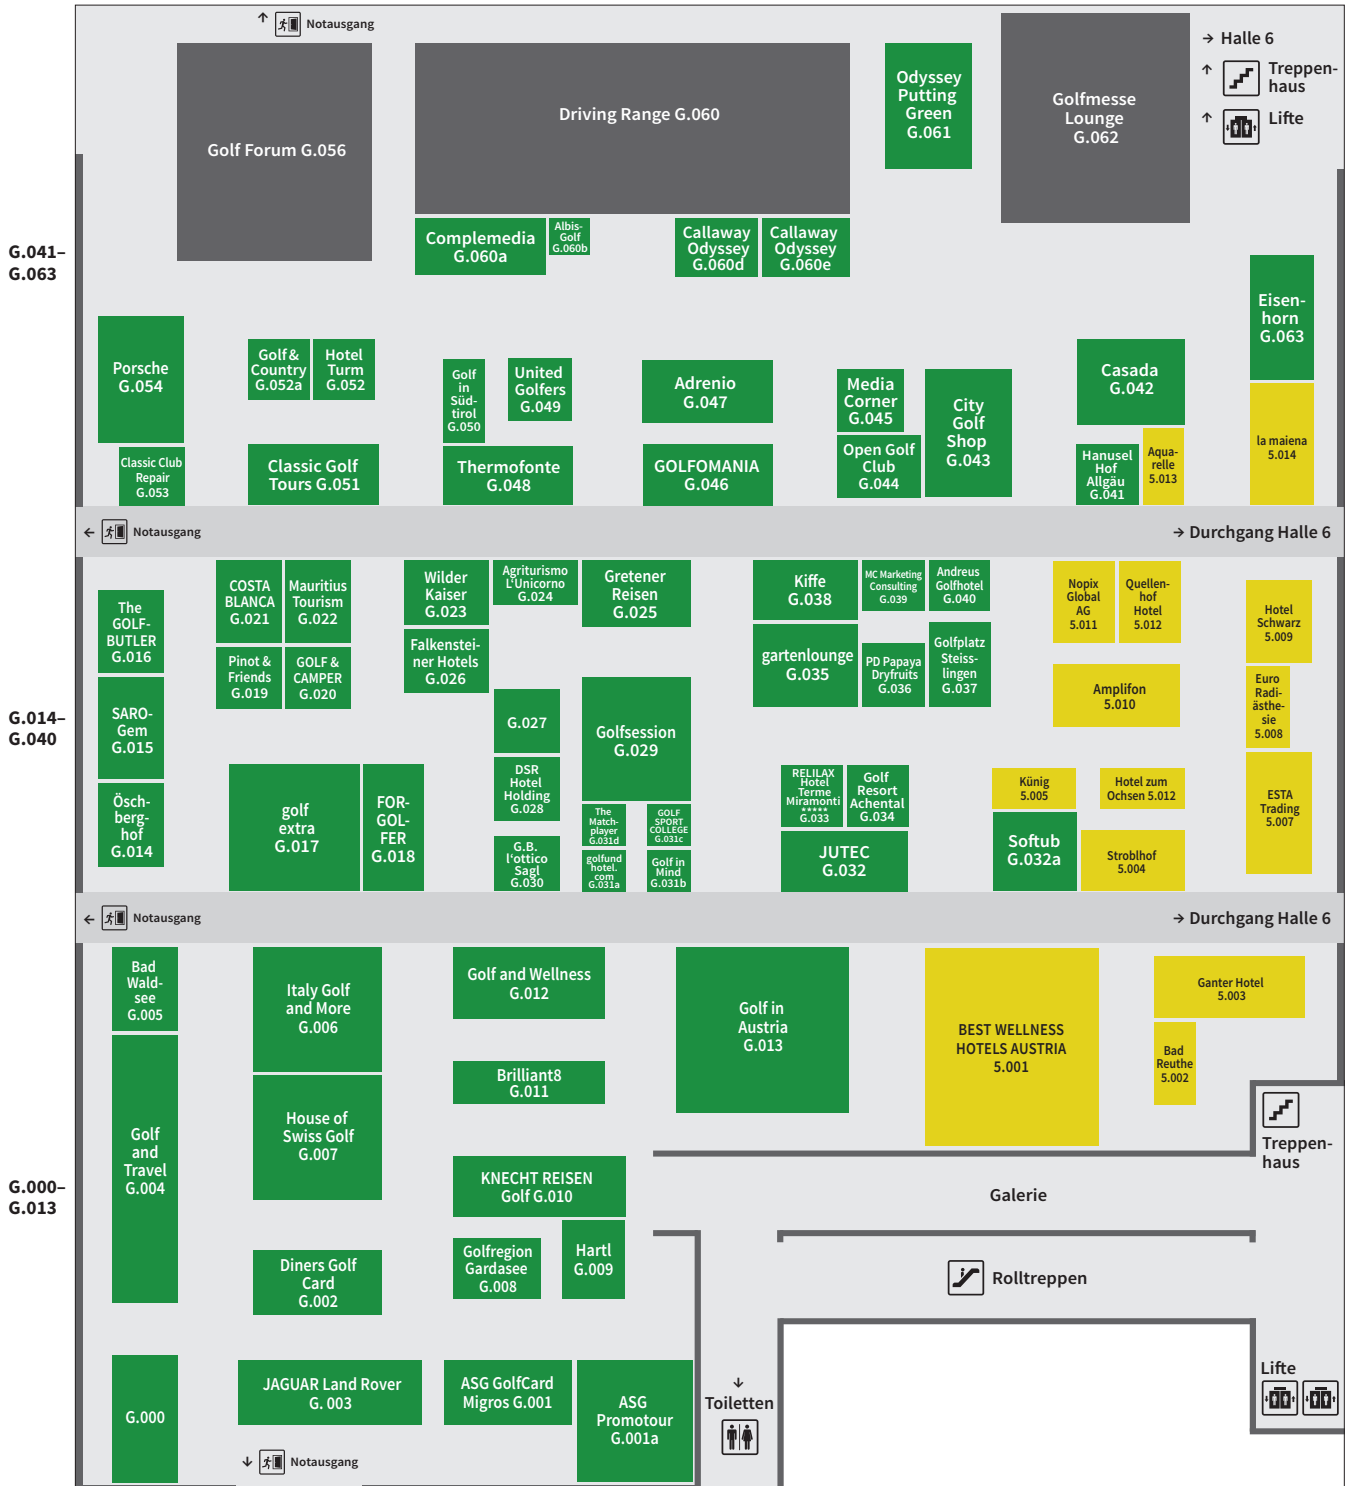 ↑ Notausgang
→ Halle 6
↑ Treppen-
haus
↑ Lifte
Golf Forum G.056
Driving Range G.060
Odyssey
Putting
Green
G.061
Golfmesse
Lounge
G.062
G.041–
G.063
Complemedia
G.060a
Albis-
Golf
G.060b
Callaway
Odyssey
G.060d
Callaway
Odyssey
G.060e
Eisen-
horn
G.063
Porsche
G.054
Golf &
Country
G.052a
Hotel
Turm
G.052
Golf
in
Süd-
tirol
G.050
United
Golfers
G.049
Adrenio
G.047
Media
Corner
G.045
City
Golf
Shop
G.043
Casada
G.042
la maiena
5.014
Classic Club
Repair
G.053
Classic Golf
Tours G.051
Thermofonte
G.048
GOLFOMANIA
G.046
Open Golf
Club
G.044
Hanusel
Hof
Allgäu
G.041
Aqua-
relle
5.013
← Notausgang
→ Durchgang Halle 6
G.014–
G.040
The
GOLF-
BUTLER
G.016
COSTA
BLANCA
G.021
Mauritius
Tourism
G.022
Wilder
Kaiser
G.023
Agriturismo
L‘Unicorno
G.024
Gretener
Reisen
G.025
Kiffe
G.038
MC Marketing
Consulting
G.039
Andreus
Golfhotel
G.040
Nopix
Global
AG
5.011
Quellen-
hof
Hotel
5.012
Hotel
Schwarz
5.009
Pinot &
Friends
G.019
GOLF &
CAMPER
G.020
Falkenstei-
ner Hotels
G.026
gartenlounge
G.035
PD Papaya
Dryfruits
G.036
Golfplatz
Steiss-
lingen
G.037
Amplifon
5.010
Euro
Radi-
ästhe-
sie
5.008
SARO-
Gem
G.015
G.027
Golfsession
G.029
Ösch-
berg-
hof
G.014
golf
extra
G.017
FOR-
GOL-
FER
G.018
DSR
Hotel
Holding
G.028
RELILAX
Hotel
Terme
Miramonti
*****
G.033
Golf
Resort
Achental
G.034
Künig
5.005
Hotel zum
Ochsen 5.012
ESTA
Trading
5.007
The
Match-
player
G.031d
GOLF
SPORT
COLLEGE
G.031c
G.B.
l‘ottico
Sagl
G.030
golfund
hotel.
com
G.031a
Golf in
Mind
G.031b
JUTEC
G.032
Softub
G.032a
Stroblhof
5.004
← Notausgang
→ Durchgang Halle 6
G.000–
G.013
Bad
Wald-
see
G.005
Italy Golf
and More
G.006
Golf and Wellness
G.012
Golf in
Austria
G.013
BEST WELLNESS
HOTELS AUSTRIA
5.001
Ganter Hotel
5.003
Bad
Reuthe
5.002
Brilliant8
G.011
Golf
and
Travel
G.004
House of
Swiss Golf
G.007
Treppen-
haus
KNECHT REISEN
Golf G.010
Galerie
Diners Golf
Card
G.002
Golfregion
Gardasee
G.008
Hartl
G.009
Rolltreppen
G.000
JAGUAR Land Rover
G. 003
ASG GolfCard
Migros G.001
ASG
Promotour
G.001a
↓
Toiletten
Lifte
↓ Notausgang